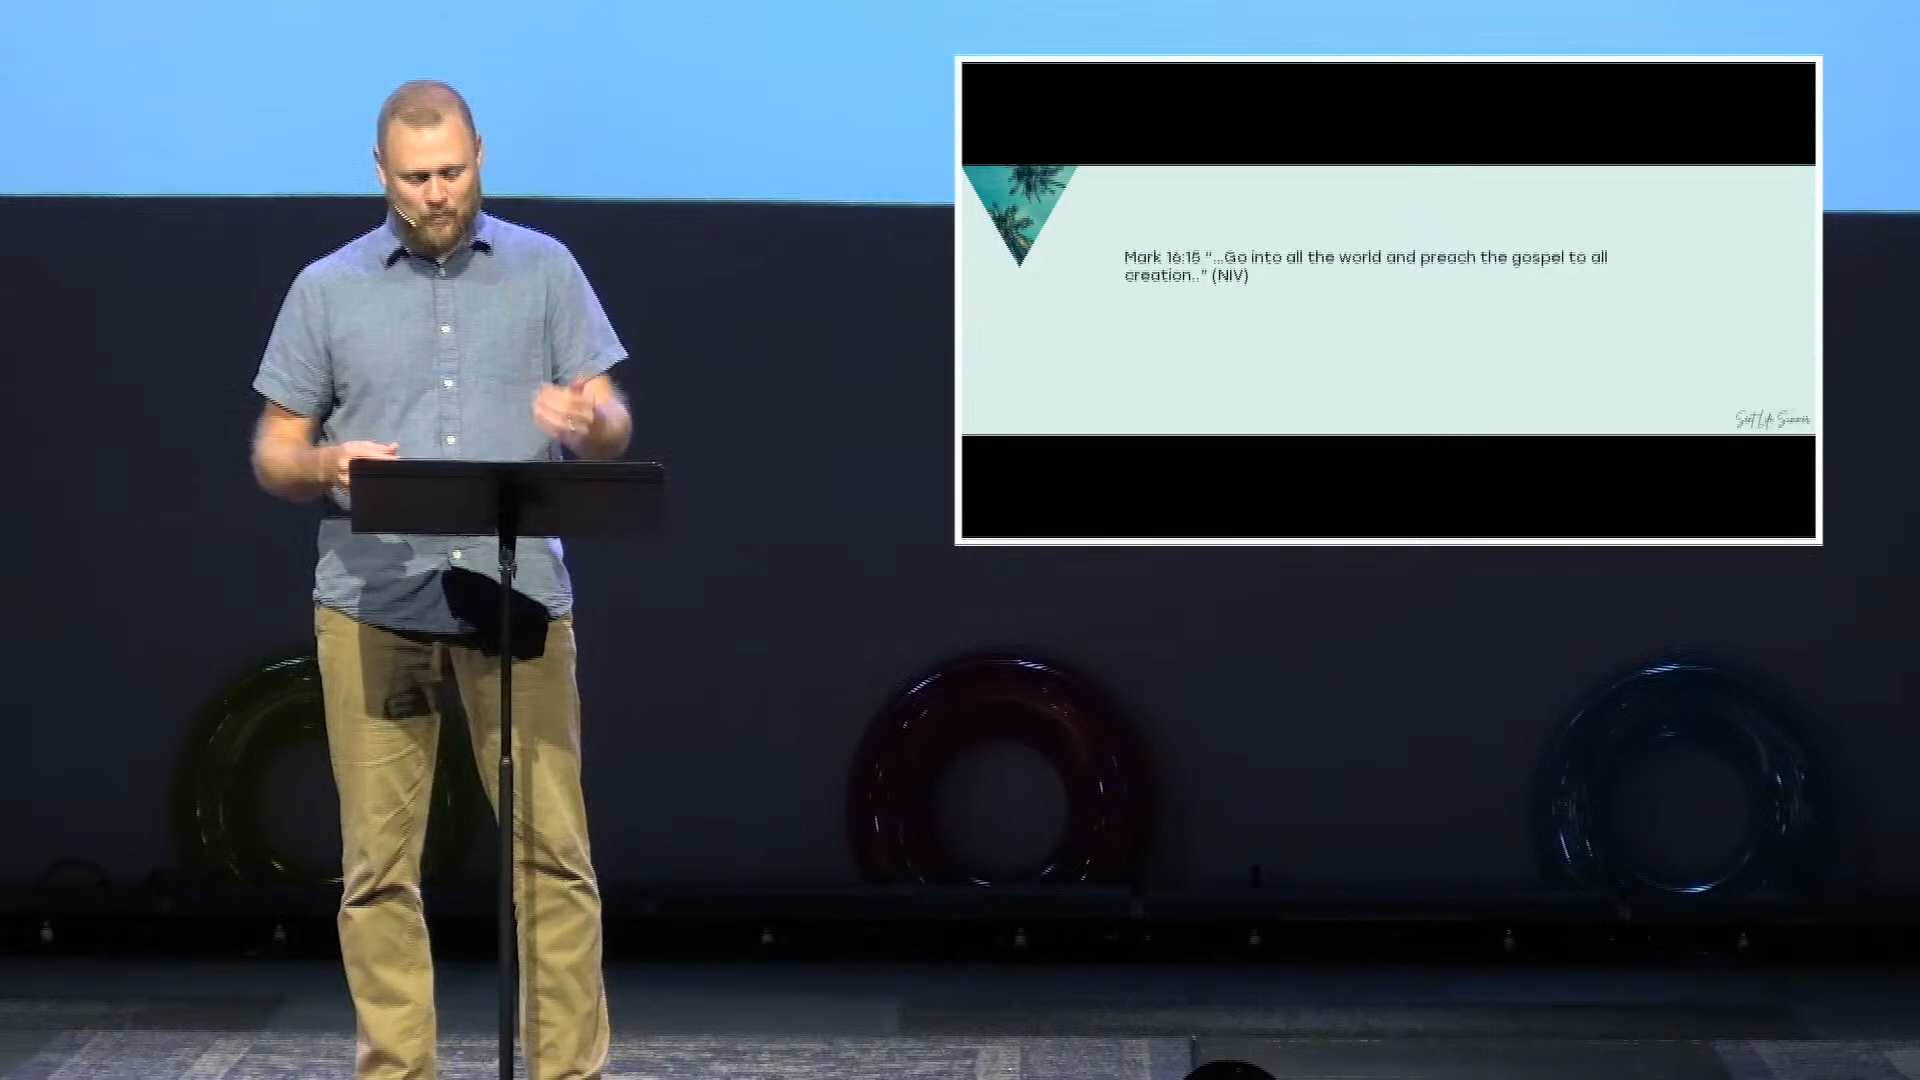 Mark 16:15 “...Go into all the world and preach the gospel to all
creation..” (NIV)